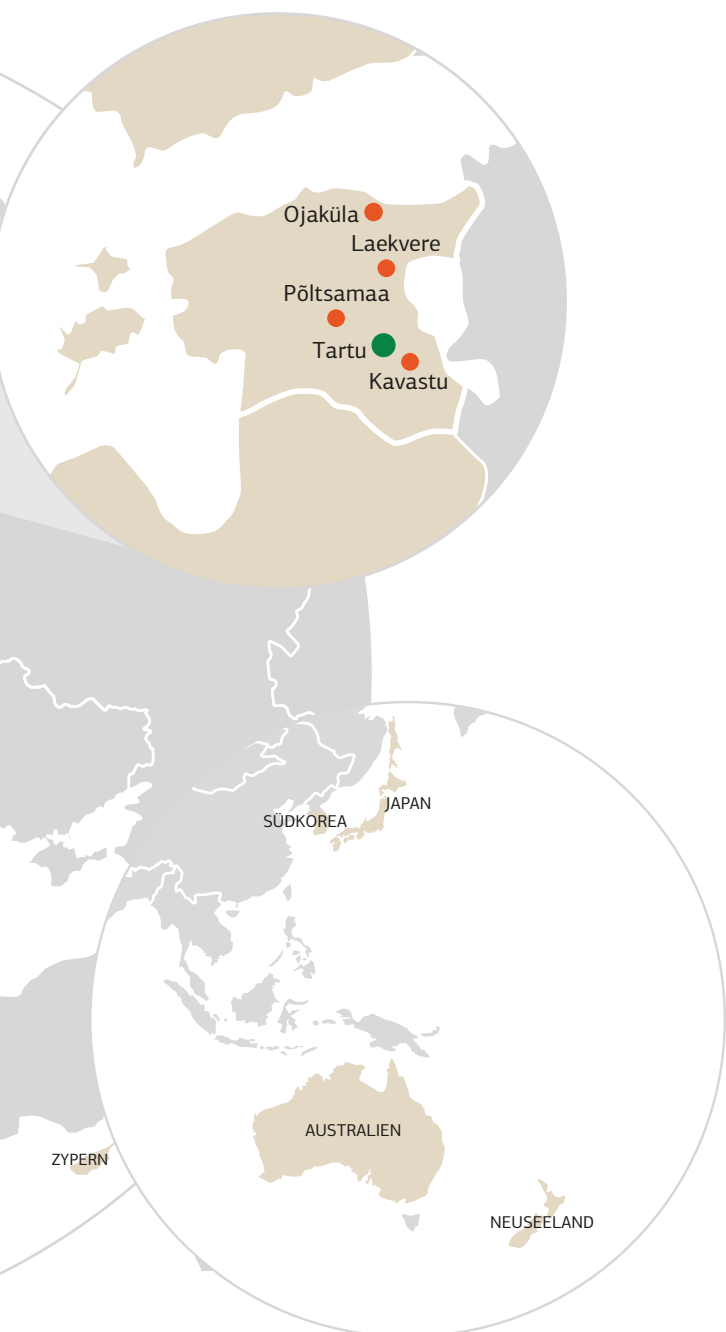 Ojaküla
Laekvere
Põltsamaa
Tartu
Kavastu
JAPAN
SÜDKOREA
AUSTRALIEN
ZYPERN
NEUSEELAND